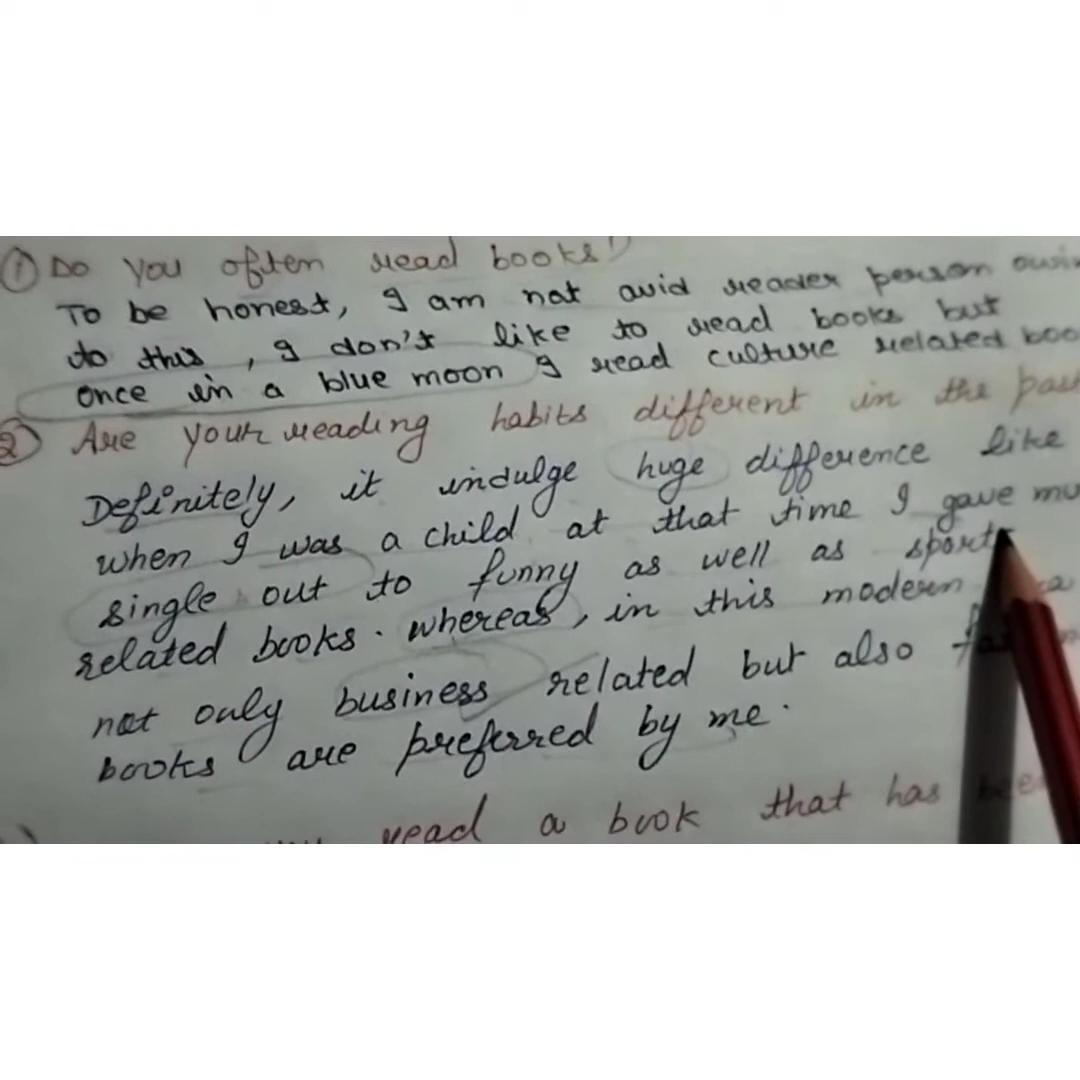 ① Do you often read books?
To be honest, I am not avid reader person
to this, I don't like to read books but
once in a blue moon I read culture related
② Are your reading habits different in the
Definitely, it indulge huge difference like
when I was a child at that time I gave
single out to funny as well as
related books. whereas, in this modern
not only business related but also
books are preferred by me.
read a book that has